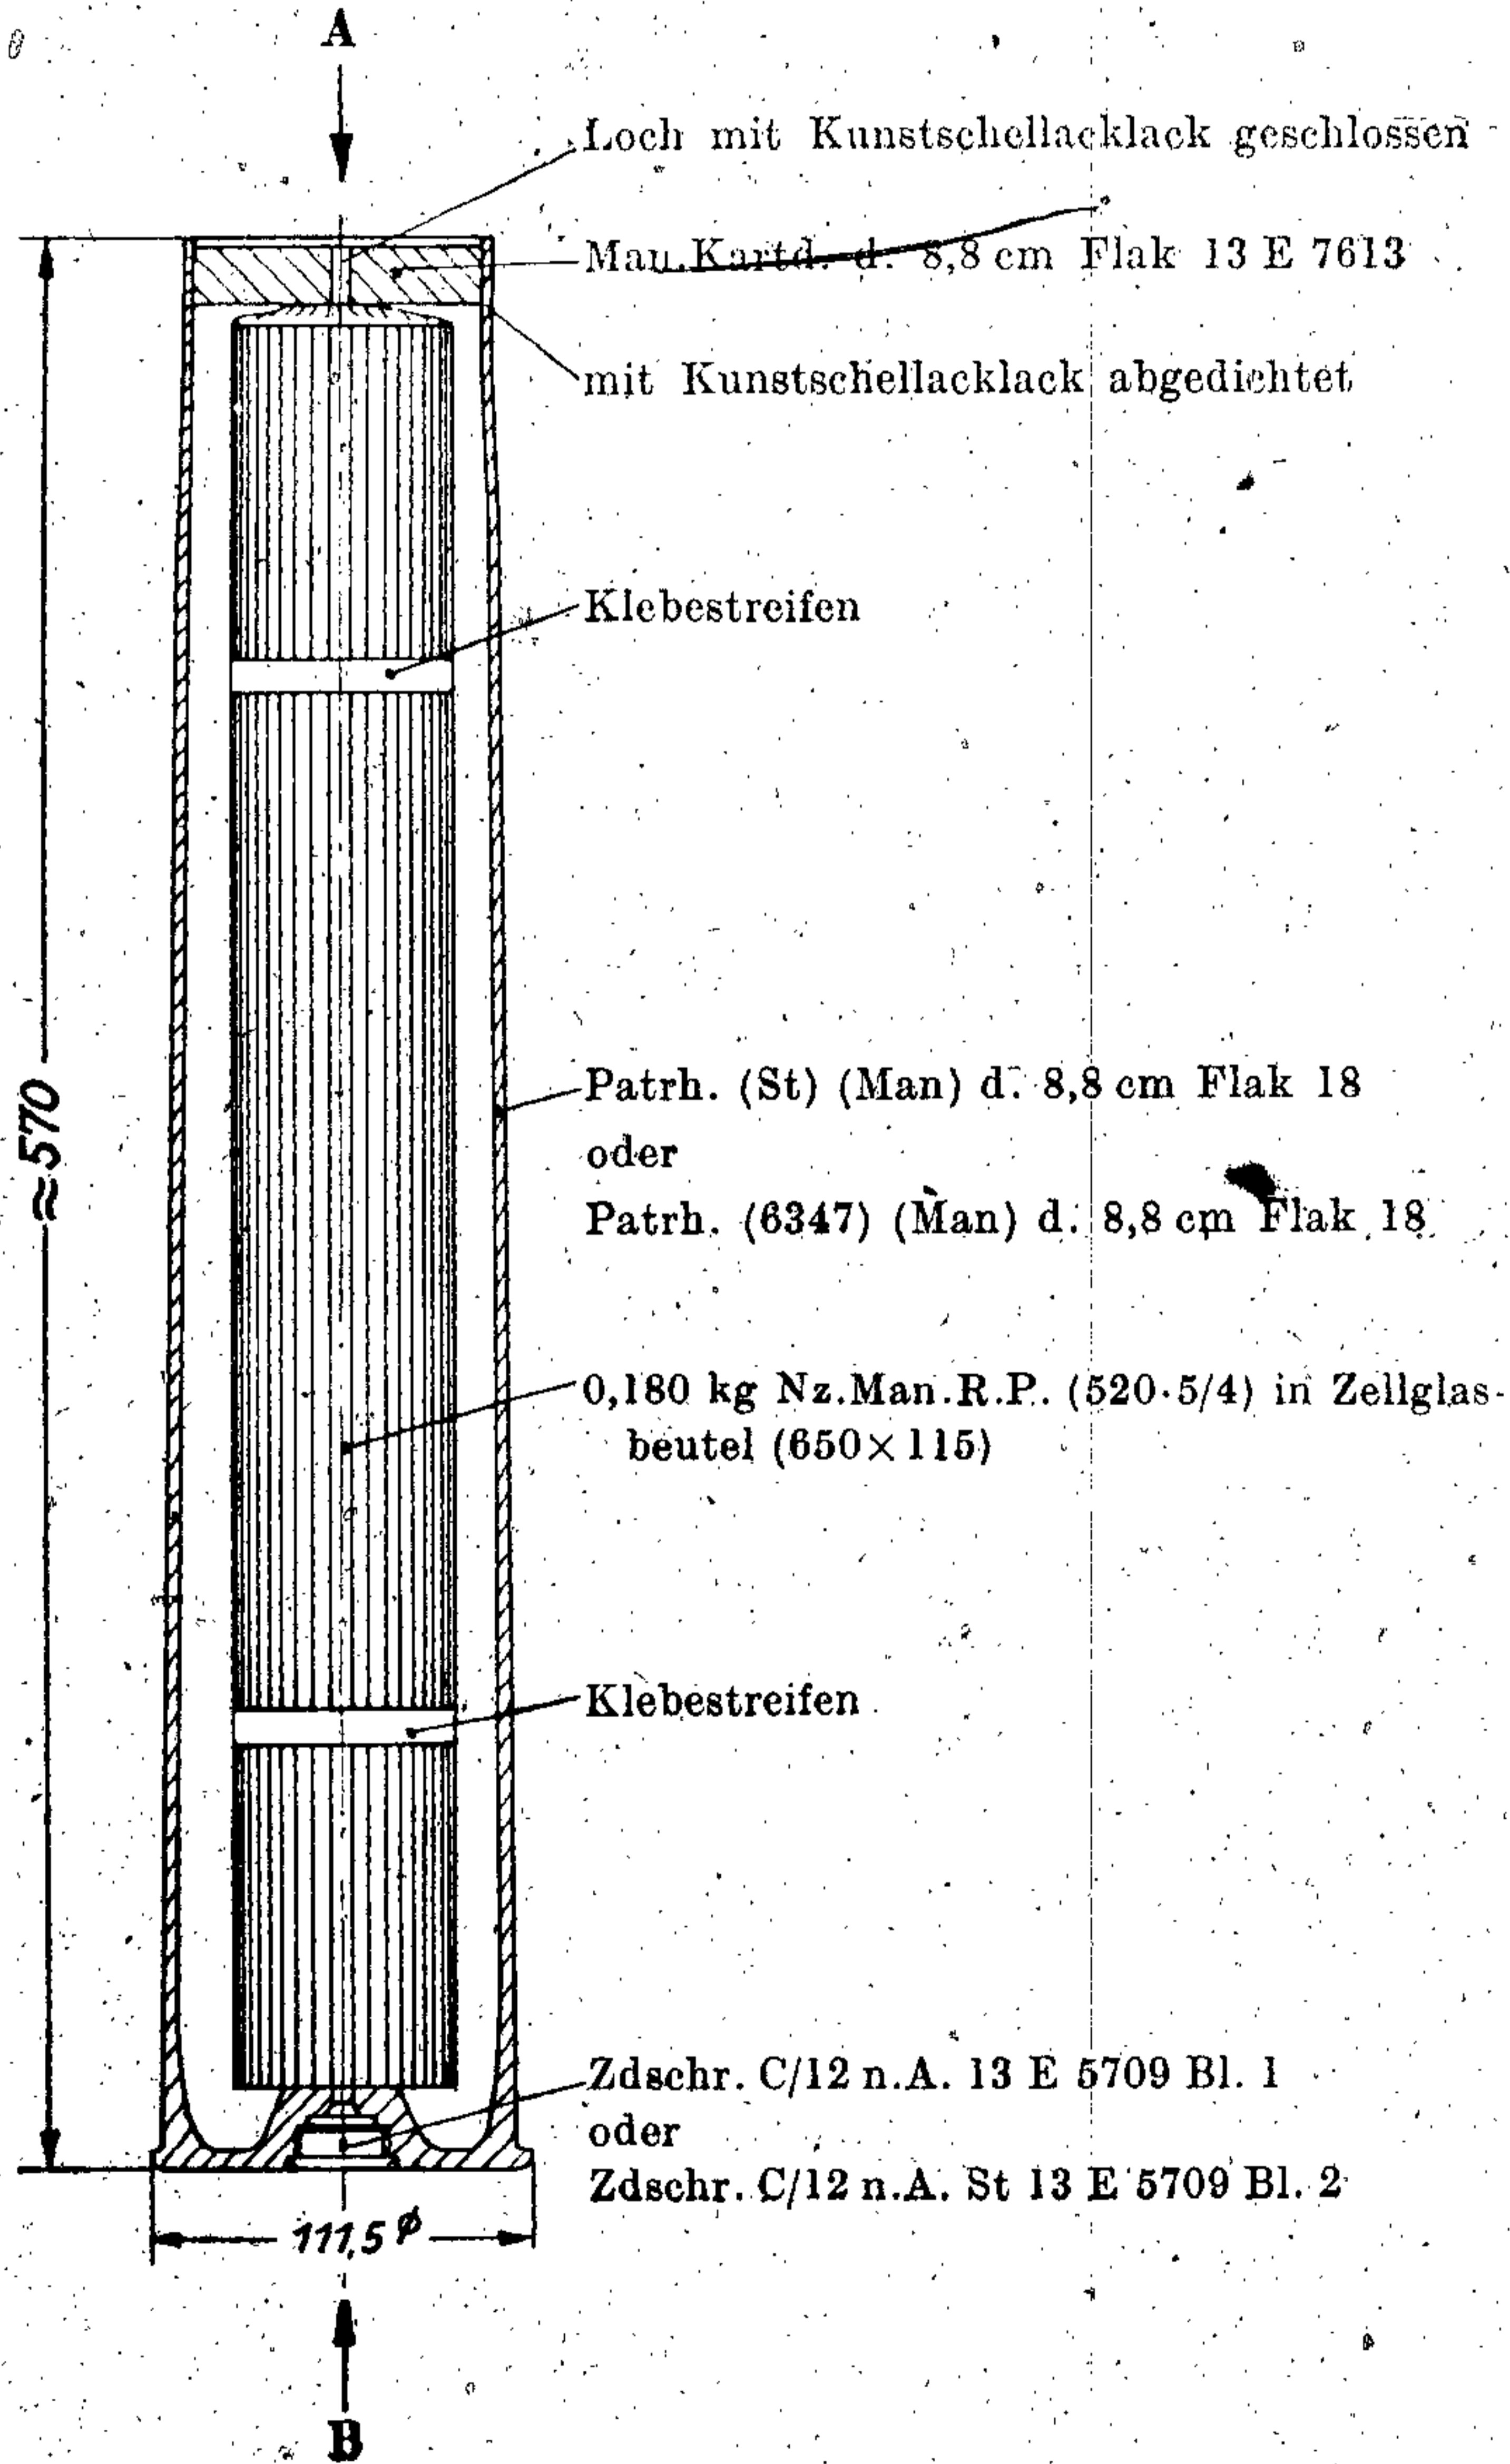 A
Loch mit Kunstschellacklack geschlossen
Man.Kartd. d. 8,8 cm Flak 13 E 7613
mit Kunstschellacklack abgedichtet
Klebestreifen
Patrh. (St) (Man) d. 8,8 cm Flak 18
oder
Patrh. (6347) (Man) d. 8,8 cm Flak 18
≈570
0,180 kg Nz.Man.R.P. (520·5/4) in Zellglas-
beutel (650×115)
Klebestreifen
Zdschr. C/12 n.A. 13 E 5709 Bl. 1
oder
Zdschr. C/12 n.A. St 13 E 5709 Bl. 2
111,5 ϕ
B